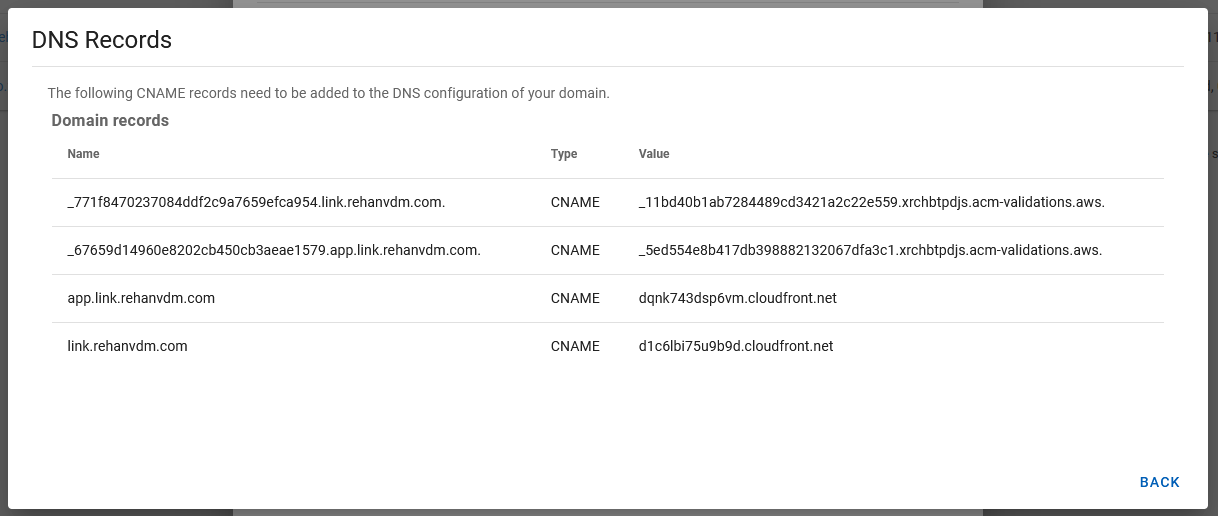 DNS Records
The following CNAME records need to be added to the DNS configuration of your domain.
Domain records
Name Type Value
_771f8470237084ddf2c9a7659efca954.link.rehanvdm.com. CNAME _11bd40b1ab7284489cd3421a2c22e559.xrchbtpdjs.acm-validations.aws.
_67659d14960e8202cb450cb3aeae1579.app.link.rehanvdm.com. CNAME _5ed554e8b417db398882132067dfa3c1.xrchbtpdjs.acm-validations.aws.
app.link.rehanvdm.com CNAME dqnk743dsp6vm.cloudfront.net
link.rehanvdm.com CNAME d1c6lbi75u9b9d.cloudfront.net
BACK